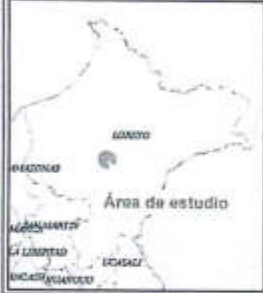 LORETO
AMAZONAS
Área de estudio
SAN MARTIN
LA LIBERTAD
UCAYALI
HUANUCO